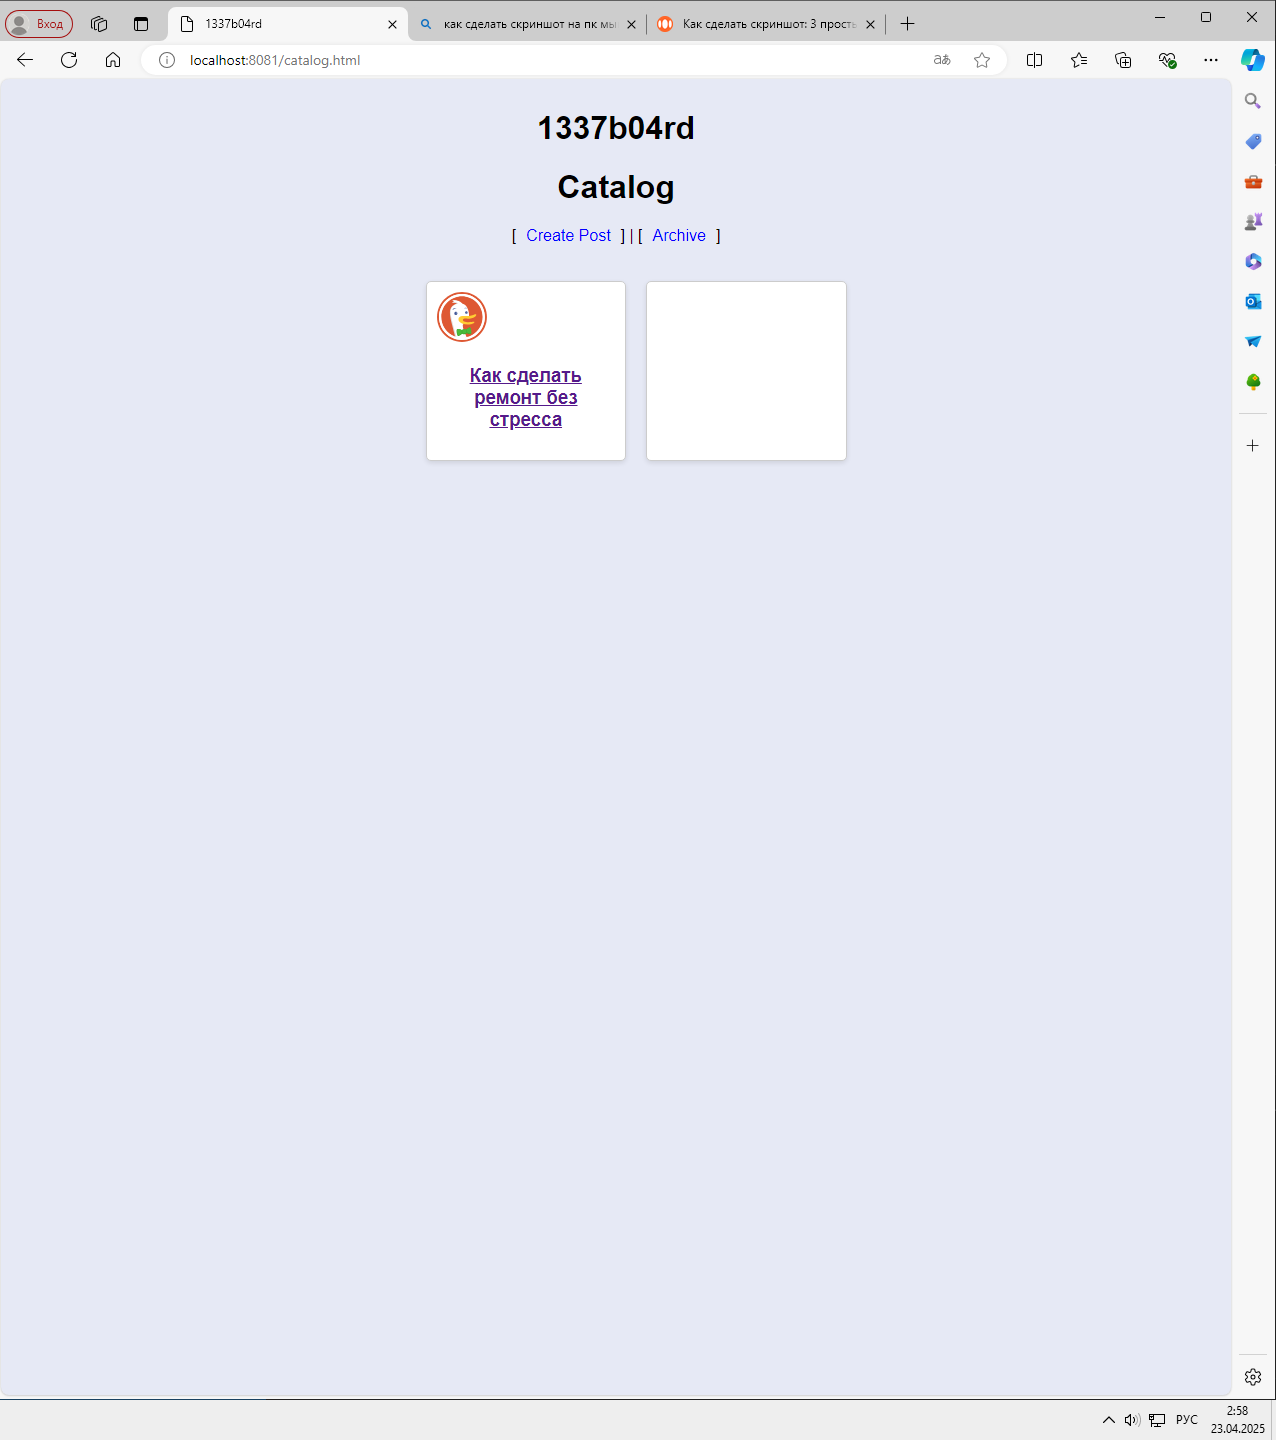 Вход
1337b04rd
как сделать скриншот на пк мы
Как сделать скриншот: 3 просты
localhost:8081/catalog.html
1337b04rd
Catalog
[ Create Post ] | [ Archive ]
Как сделать
ремонт без
стресса
РУС
2:58
23.04.2025